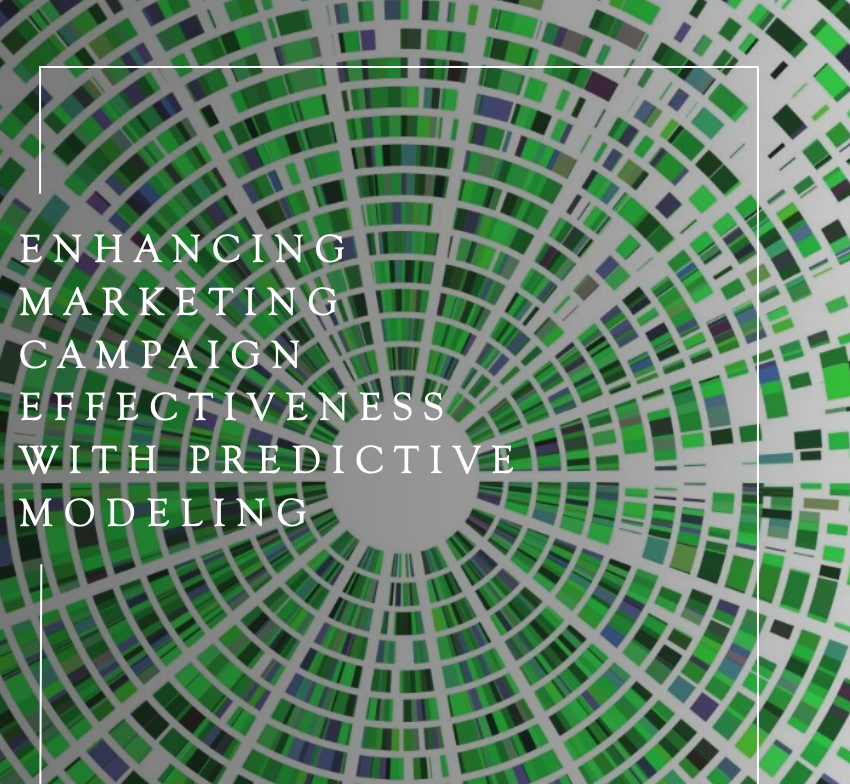 ENHANCING
MARKETING
CAMPAIGN
EFFECTIVENESS
WITH PREDICTIVE
MODELING